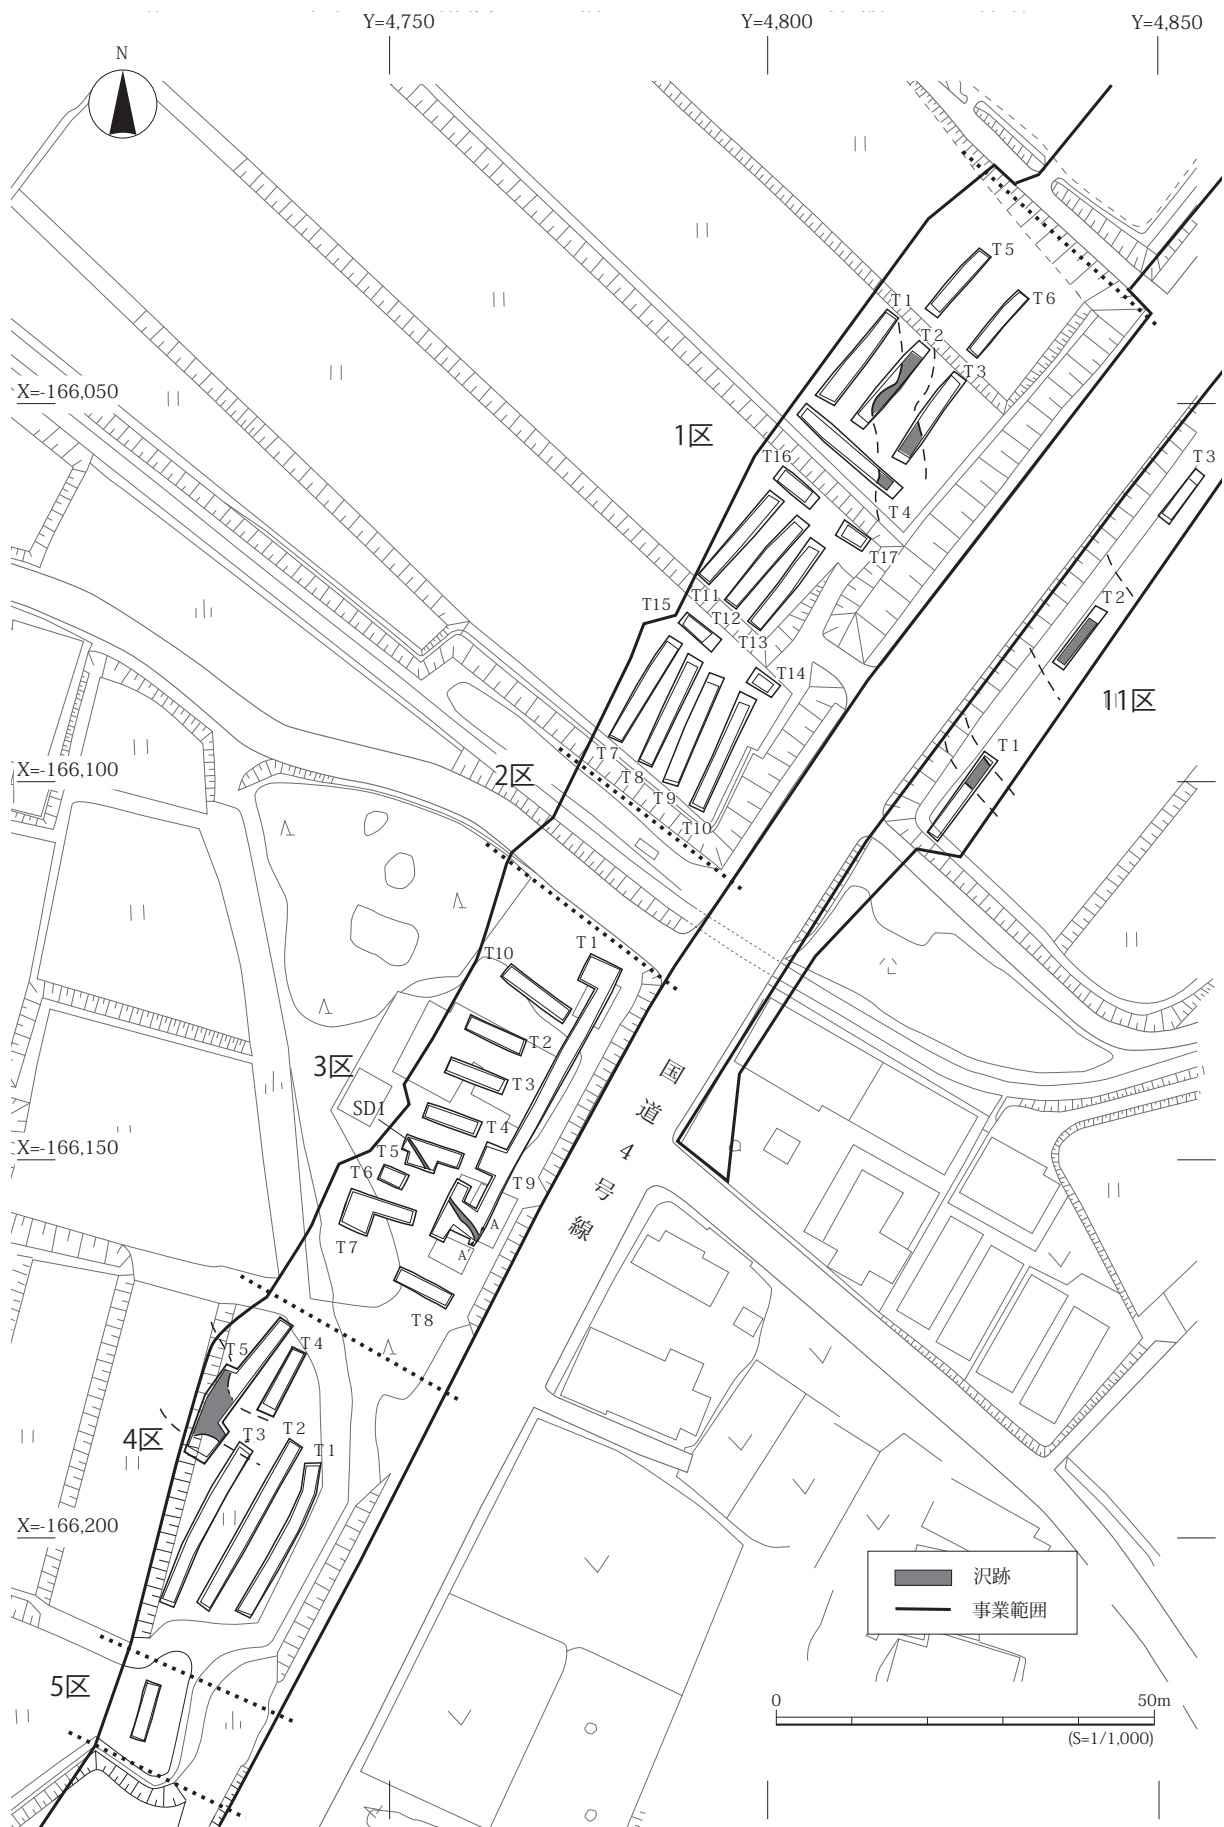 Y=4,750
Y=4,800
Y=4,850
N
T5
T6
T1
T2
T3
X=-166,050
1区
T16
T3
T4
T17
T2
T15
T11
T12
T13
T14
11区
T1
X=-166,100
2区
T7
T8
T9
T10
T10
T1
T2
3区
T3
SD1
T4
X=-166,150
T5
T6
T9
A
A'
T7
T8
国道4号線
T5
T4
4区
T3
T2
T1
X=-166,200
沢跡
事業範囲
5区
0
50m
(S=1/1,000)